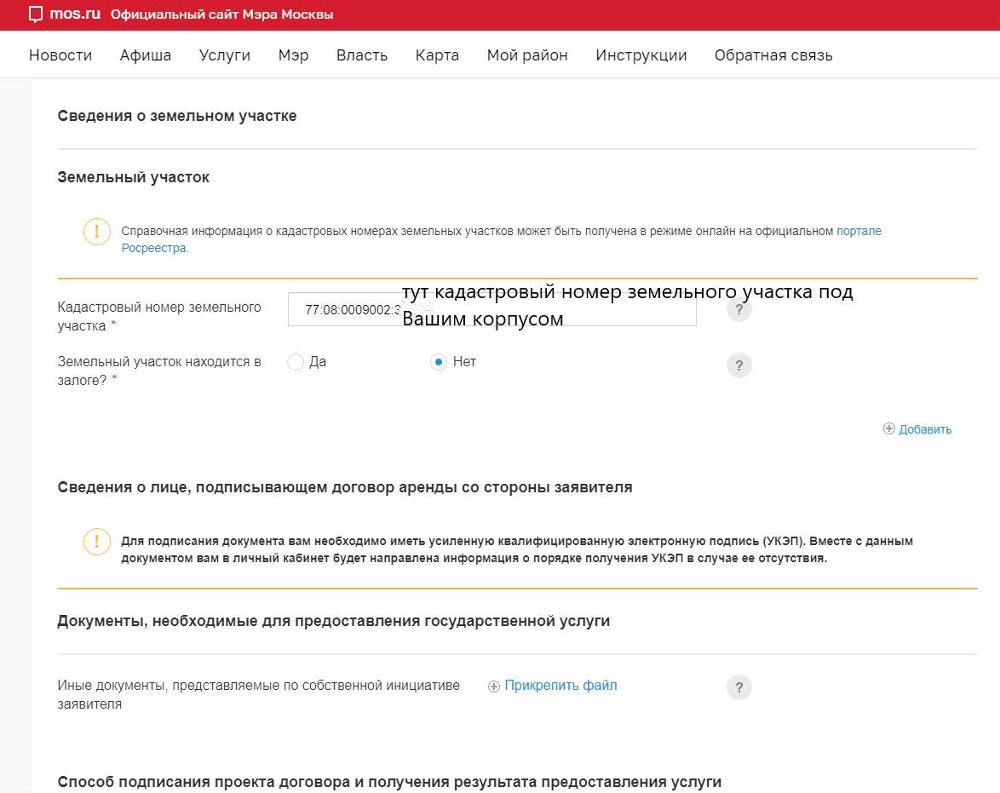 mos.ru Официальный сайт Мэра Москвы
Новости Афиша Услуги Мэр Власть Карта Мой район Инструкции Обратная связь
Сведения о земельном участке
Земельный участок
! Справочная информация о кадастровых номерах земельных участков может быть получена в режиме онлайн на официальном портале
Росреестра.
тут кадастровый номер земельного участка под
Кадастровый номер земельного 77:08:0009002:3 ?
Вашим корпусом
участка *
Земельный участок находится в Да Нет ?
залоге? *
Добавить
Сведения о лице, подписывающем договор аренды со стороны заявителя
! Для подписания документа вам необходимо иметь усиленную квалифицированную электронную подпись (УКЭП). Вместе с данным
документом вам в личный кабинет будет направлена информация о порядке получения УКЭП в случае ее отсутствия.
Документы, необходимые для предоставления государственной услуги
Иные документы, представляемые по собственной инициативе Прикрепить файл ?
заявителя
Способ подписания проекта договора и получения результата предоставления услуги